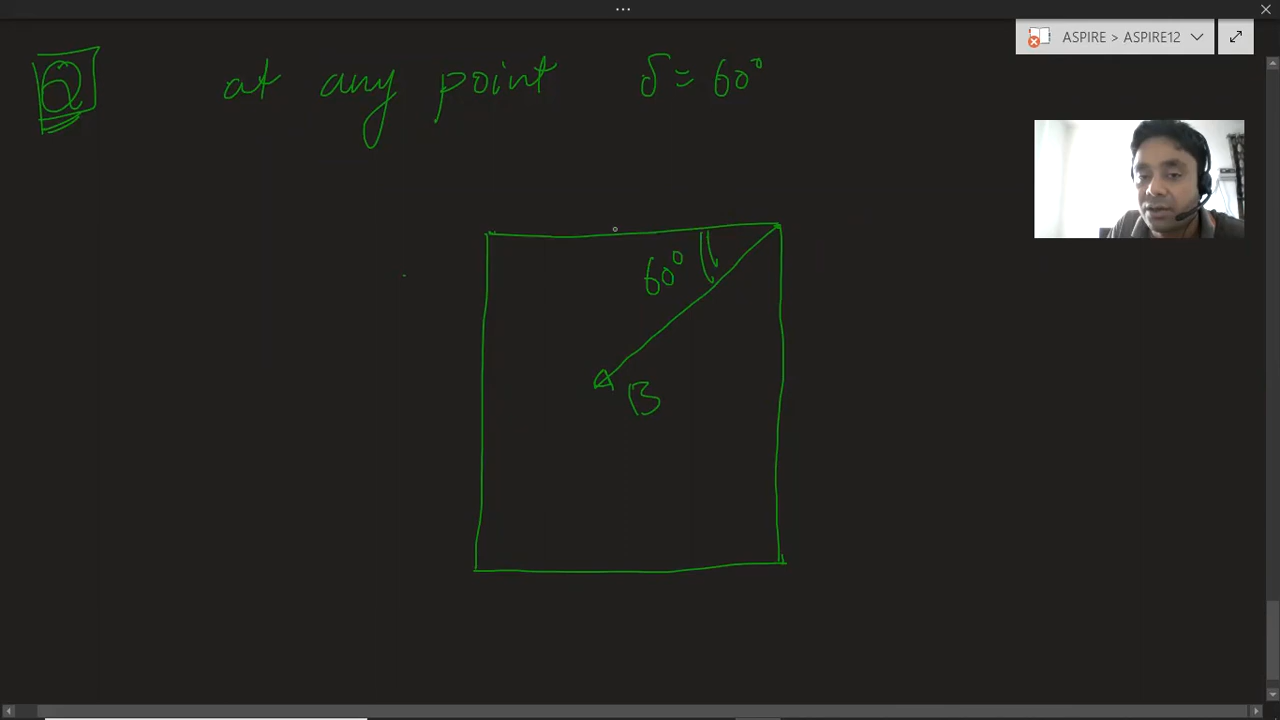 ASPIRE > ASPIRE12
Q at any point δ = 60°
60°
B